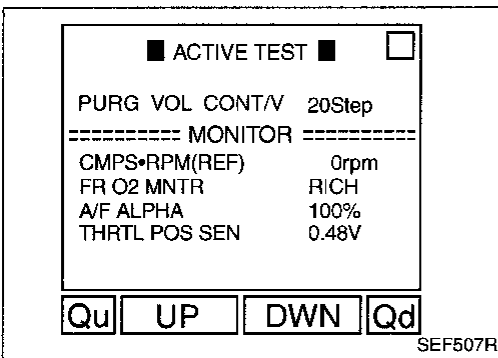 ■ ACTIVE TEST ■
PURG VOL CONT/V 20Step
========= MONITOR =========
CMPS•RPM(REF) 0rpm
FR O2 MNTR RICH
A/F ALPHA 100%
THRTL POS SEN 0.48V
Qu UP DWN Qd
SEF507R